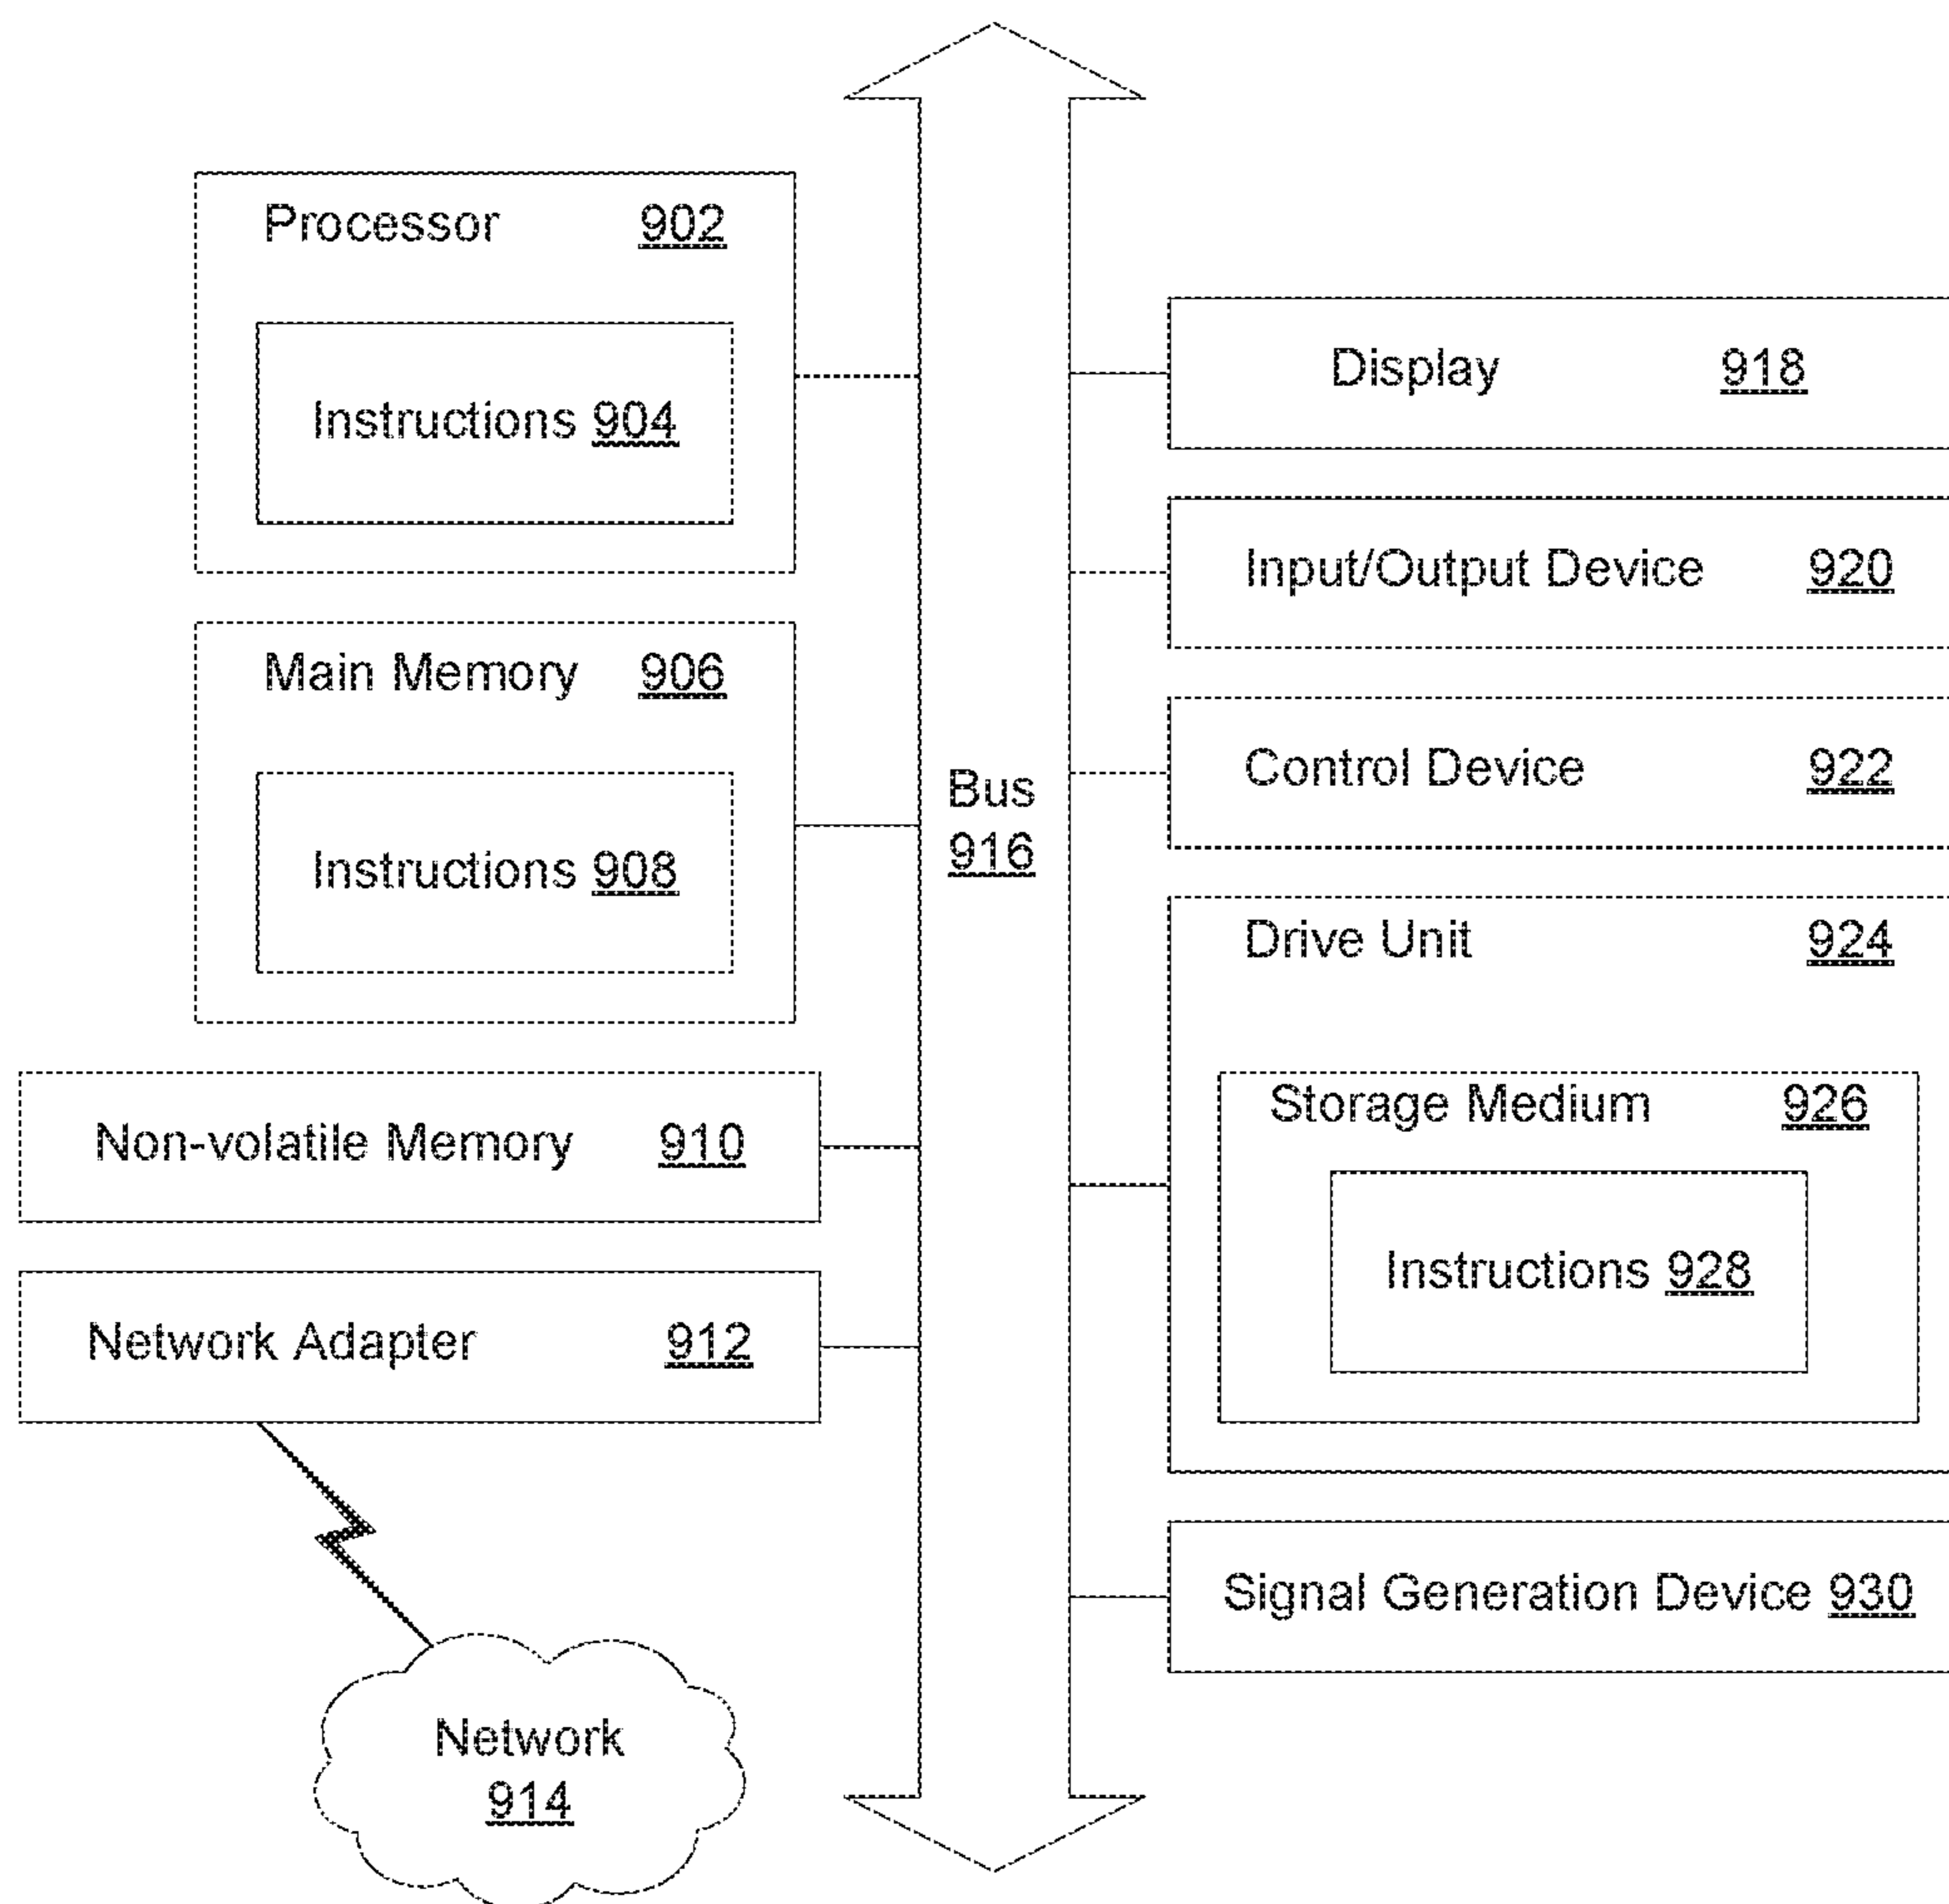 Processor 902
Instructions 904
Main Memory 906
Instructions 908
Non-volatile Memory 910
Network Adapter 912
Network
914
Bus
916
Display 918
Input/Output Device 920
Control Device 922
Drive Unit 924
Storage Medium 926
Instructions 928
Signal Generation Device 930